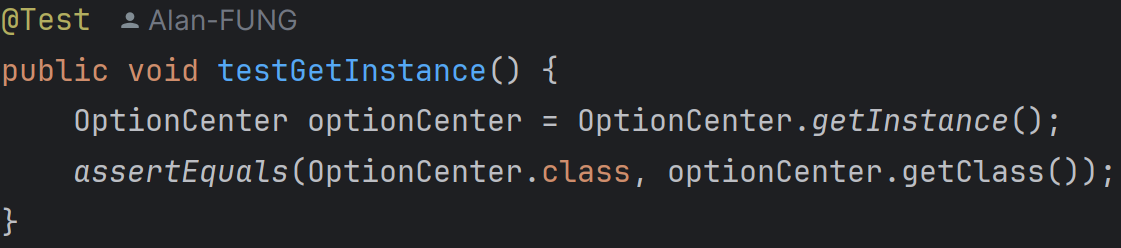 @Test Alan-FUNG
public void testGetInstance() {
    OptionCenter optionCenter = OptionCenter.getInstance();
    assertEquals(OptionCenter.class, optionCenter.getClass());
}